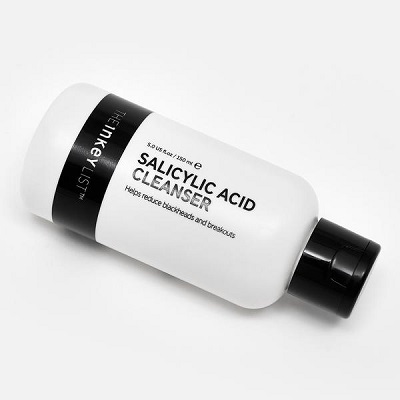 THE INKEY LIST™
5.0 US fl.oz / 150 ml ℮
SALICYLIC ACID
CLEANSER
Helps reduce blackheads and breakouts